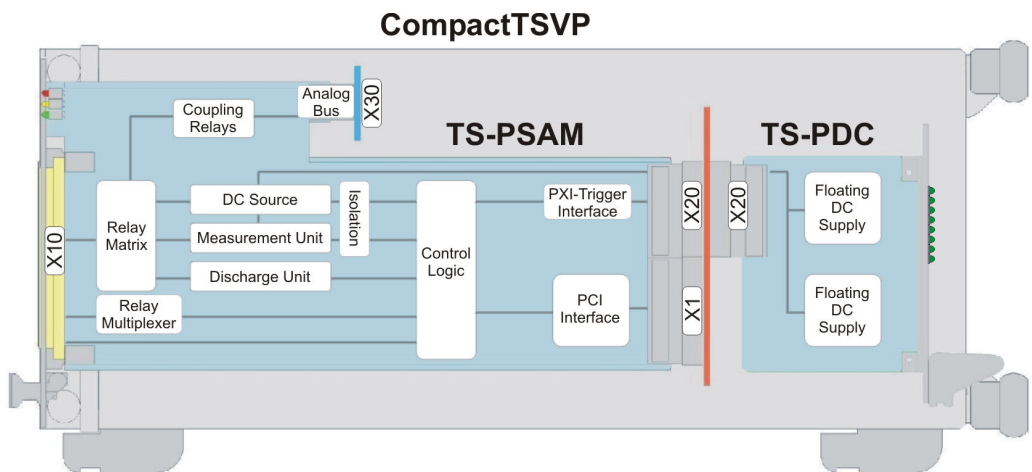 CompactTSVP
Analog
Bus
X30
Coupling
Relays
TS-PSAM
TS-PDC
X10
Relay
Matrix
DC Source
Measurement Unit
Discharge Unit
Isolation
Relay
Multiplexer
Control
Logic
PXI-Trigger
Interface
PCI
Interface
X20
X1
X20
Floating
DC
Supply
Floating
DC
Supply